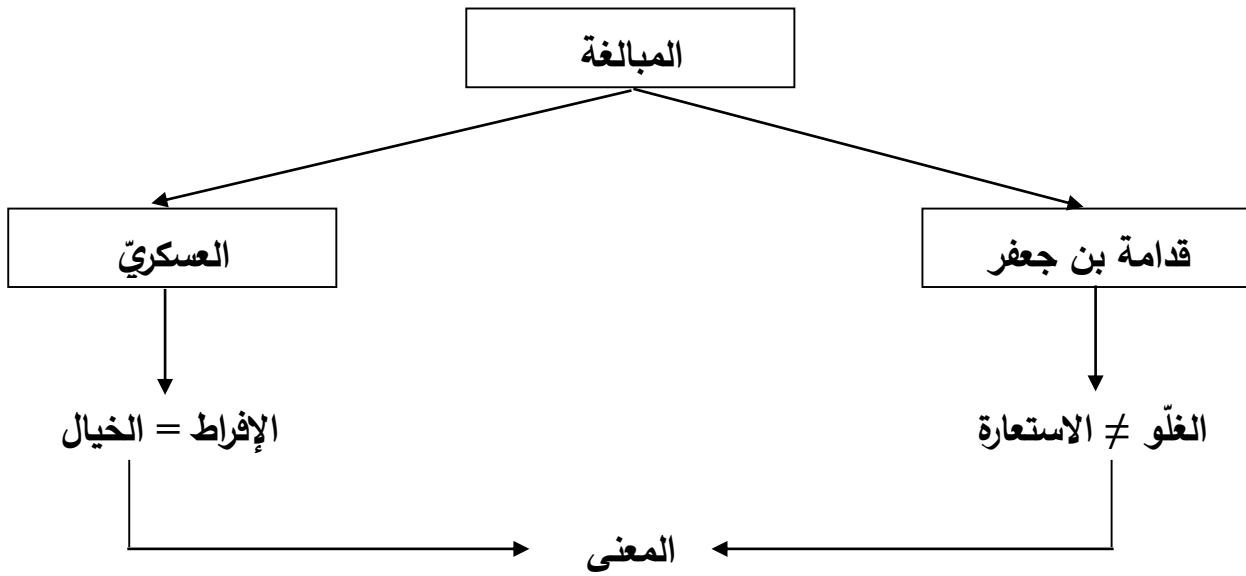 المبالغة
قدامة بن جعفر
العسكريّ
الغلّو ≠ الاستعارة
الإفراط = الخيال
المعنى